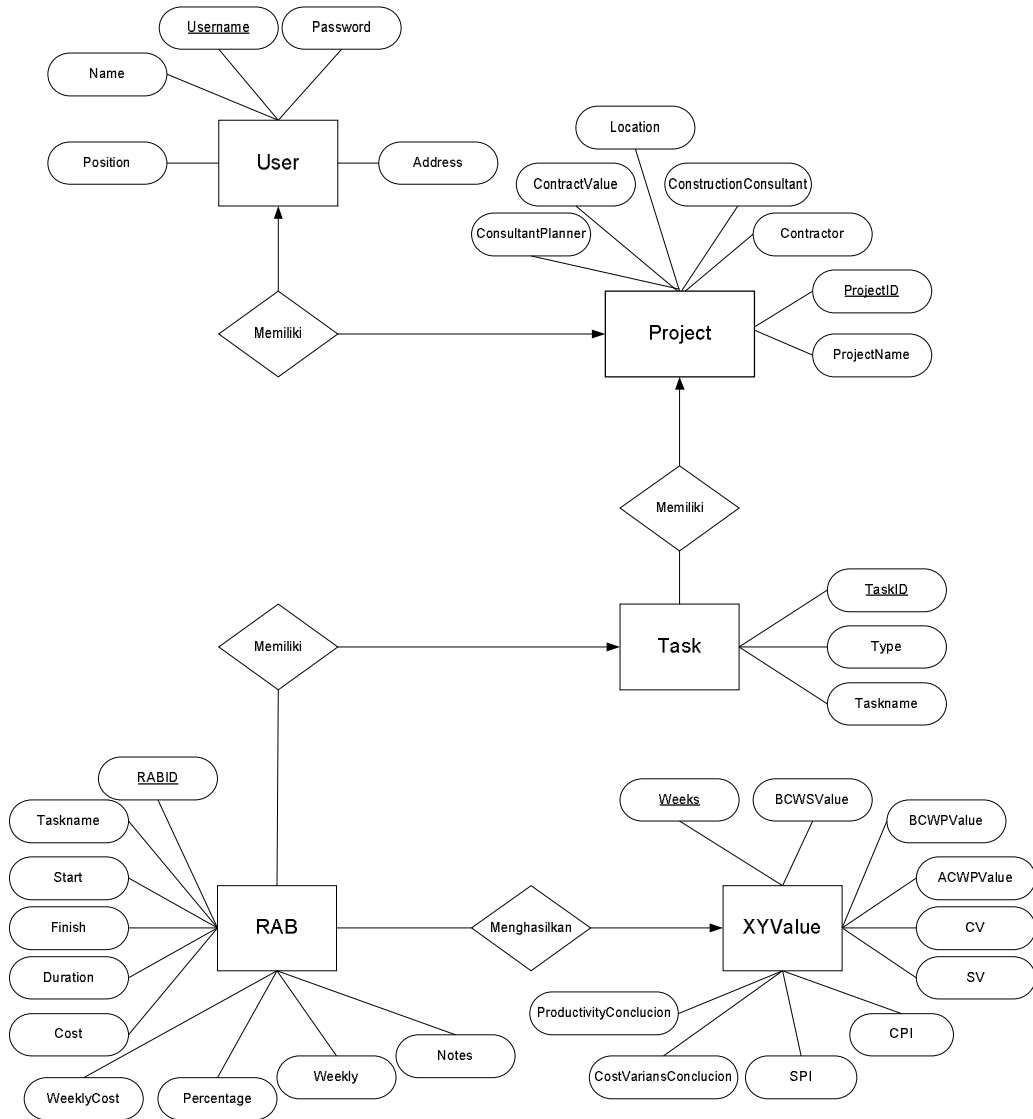 Username
Password
Name
Position
User
Address
Location
ContractValue
ConstructionConsultant
ConsultantPlanner
Contractor
ProjectID
Memiliki
Project
ProjectName
Memiliki
TaskID
Memiliki
Task
Type
Taskname
RABID
Taskname
Start
Finish
Duration
Cost
RAB
WeeklyCost
Percentage
Weekly
Notes
Menghasilkan
Weeks
BCWSValue
BCWPValue
ACWPValue
CV
SV
XYValue
ProductivityConclucion
CostVariansConclucion
SPI
CPI